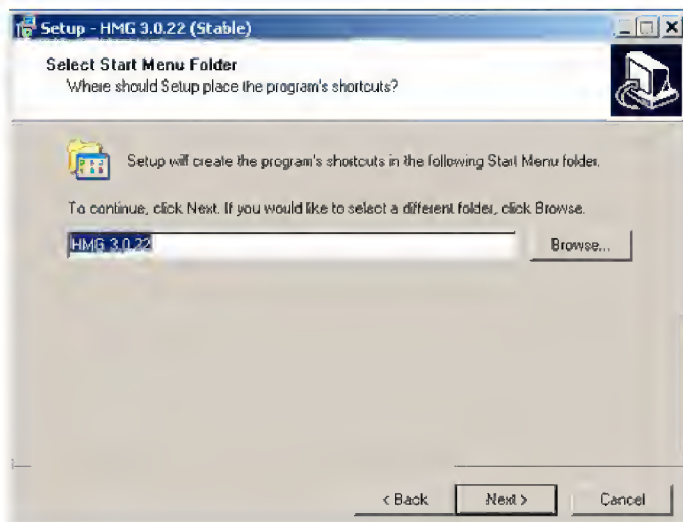 Setup - HMG 3.0.22 (Stable)
Select Start Menu Folder
Where should Setup place the program's shortcuts?
Setup will create the program's shortcuts in the following Start Menu folder.
To continue, click Next. If you would like to select a different folder, click Browse.
HMG 3.0.22
Browse...
< Back
Next >
Cancel